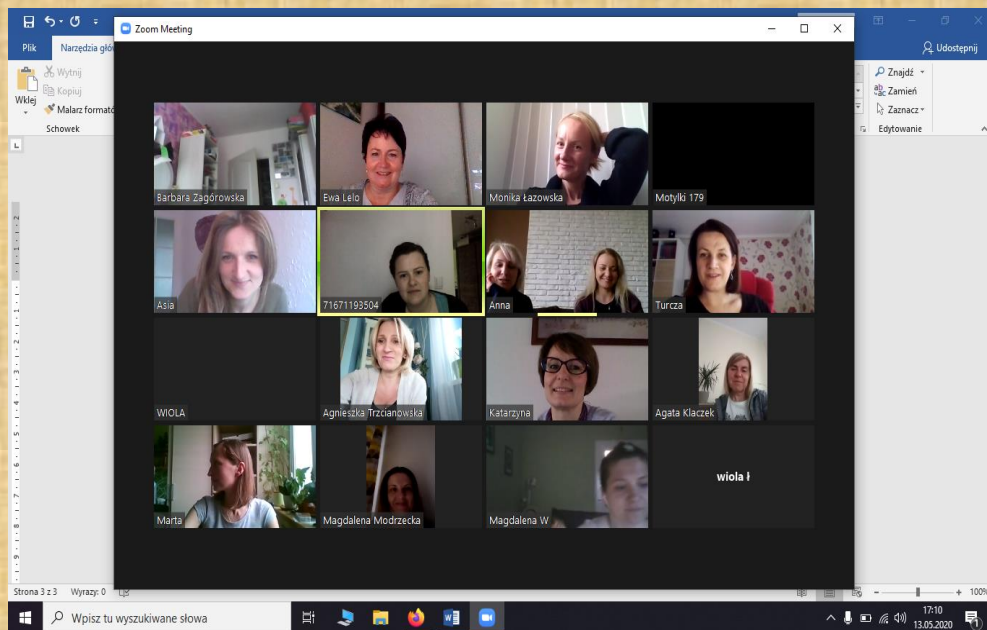 Zoom Meeting
Plik
Narzędzia głów
Udostępnij
Wklej
Wytnij
Kopiuj
Malarz formató
Schowek
Znajdź
Zamień
Zaznacz
Edytowanie
Barbara Zagórowska
Ewa Lelo
Monika Łazowska
Motylki 179
Asia
71671193504
Anna
Turcza
WIOLA
Agnieszka Trzcianowska
Katarzyna
Agata Klaczek
Marta
Magdalena Modrzecka
Magdalena W
wiola ł
Strona 3 z 3 Wyrazy: 0
100%
Wpisz tu wyszukiwane słowa
17:10
13.05.2020